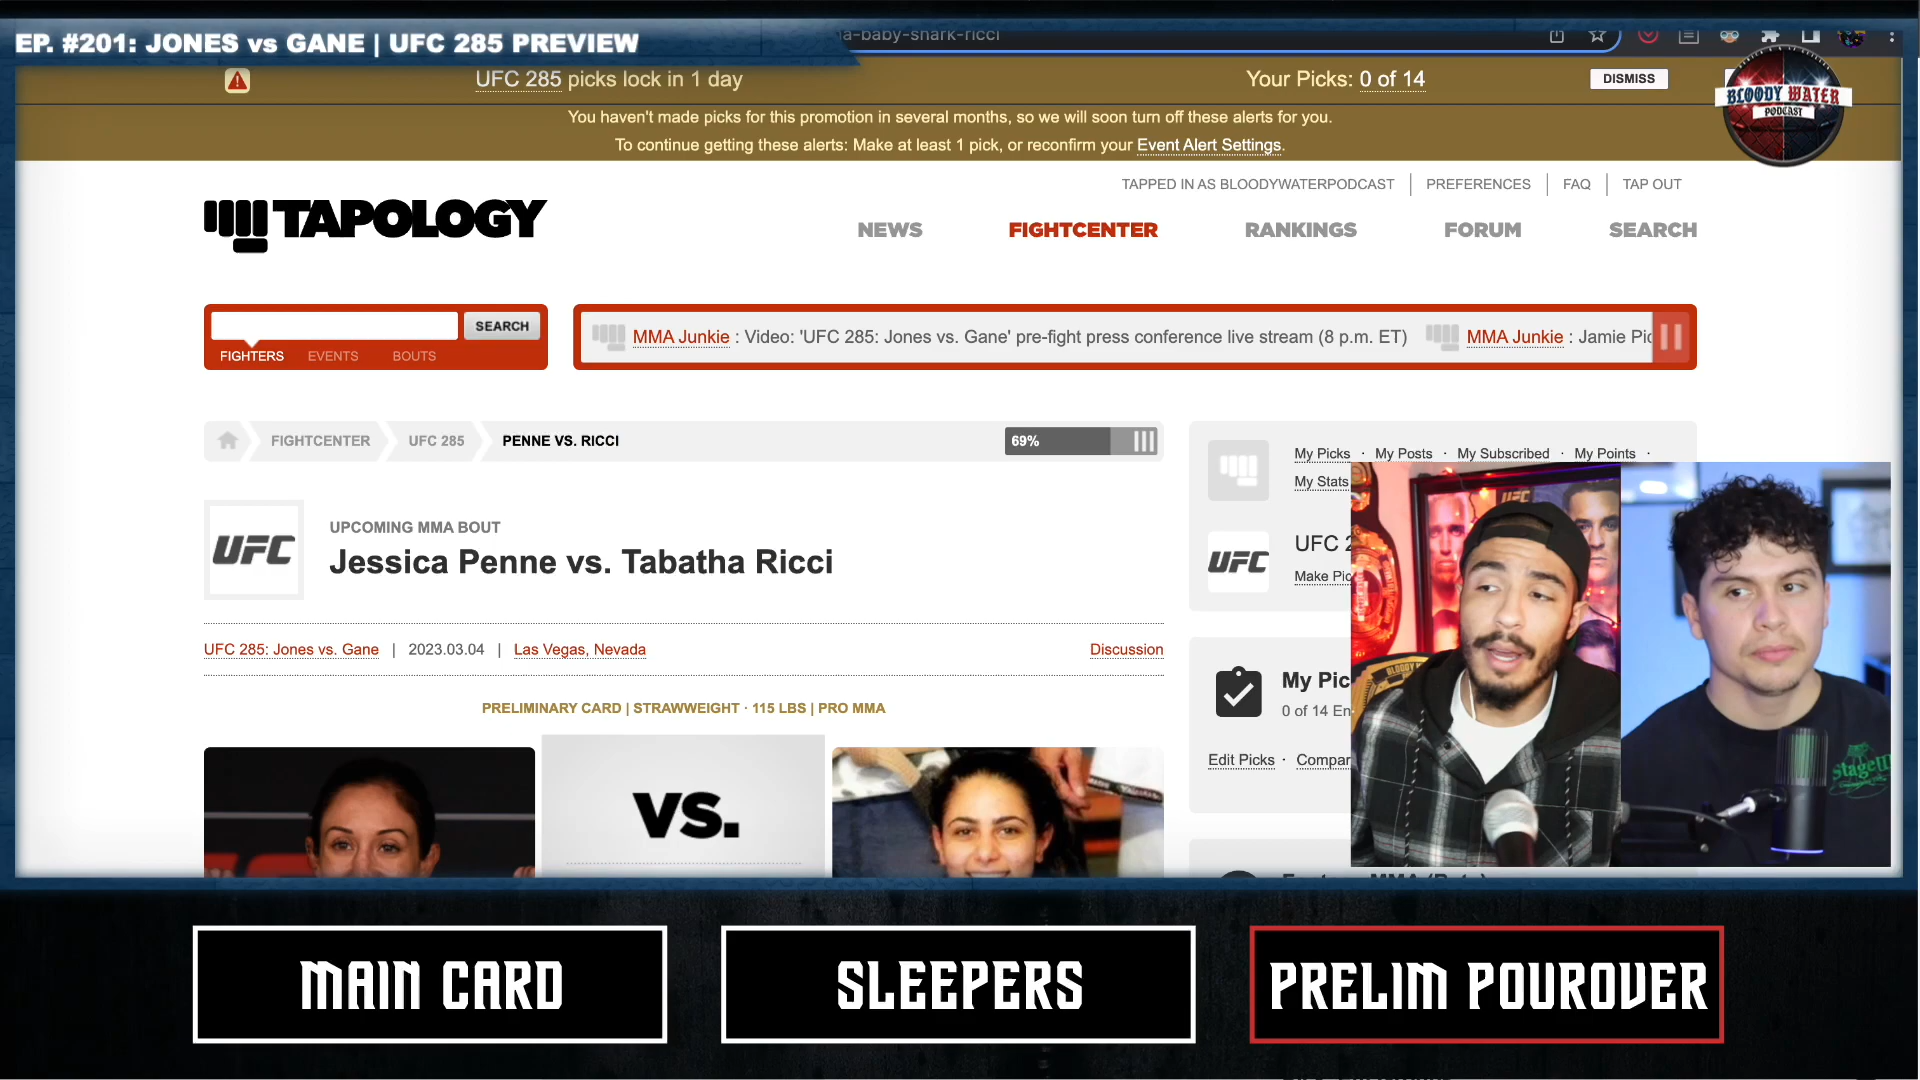 EP. #201: JONES vs GANE | UFC 285 PREVIEW
a-baby-shark-ricci
UFC 285 picks lock in 1 day
Your Picks: 0 of 14
DISMISS
BLOODY WATER
PODCAST
You haven't made picks for this promotion in several months, so we will soon turn off these alerts for you.
To continue getting these alerts: Make at least 1 pick, or reconfirm your Event Alert Settings.
TAPPED IN AS BLOODYWATERPODCAST | PREFERENCES | FAQ | TAP OUT
TAPOLOGY
NEWS FIGHTCENTER RANKINGS FORUM SEARCH
SEARCH
FIGHTERS EVENTS BOUTS
MMA Junkie : Video: 'UFC 285: Jones vs. Gane' pre-fight press conference live stream (8 p.m. ET) MMA Junkie : Jamie Pic
FIGHTCENTER UFC 285 PENNE VS. RICCI
69%
My Picks · My Posts · My Subscribed · My Points ·
My Stats
UFC
UPCOMING MMA BOUT
Jessica Penne vs. Tabatha Ricci
UFC
UFC 2
Make Pic
UFC 285: Jones vs. Gane | 2023.03.04 | Las Vegas, Nevada
Discussion
My Pic
0 of 14 En
Edit Picks · Compar
PRELIMINARY CARD | STRAWWEIGHT · 115 LBS | PRO MMA
VS.
UFC
BLOODY
StageII
MAIN CARD
SLEEPERS
PRELIM POUROVER